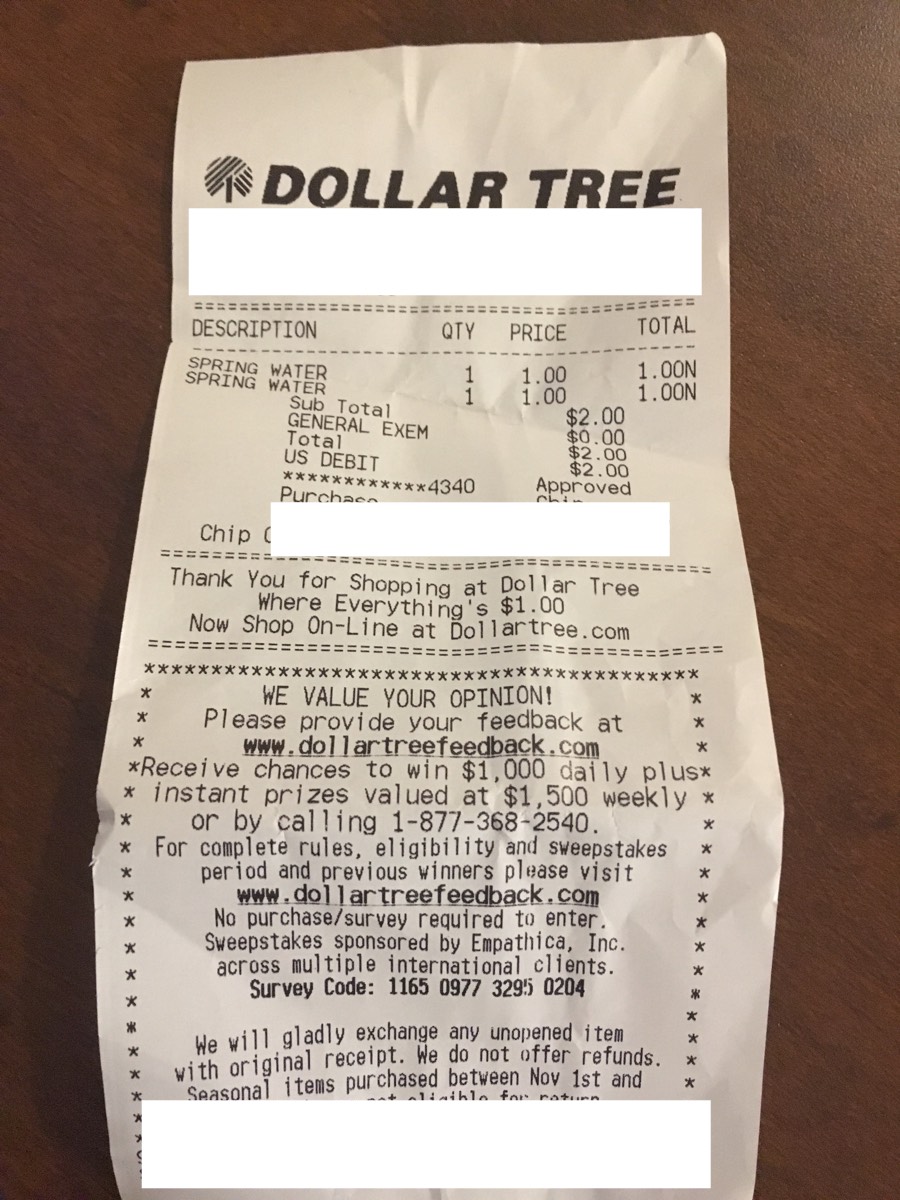 DOLLAR TREE
================================================
DESCRIPTION QTY PRICE TOTAL
------------------------------------------------
SPRING WATER 1 1.00 1.00N
SPRING WATER 1 1.00 1.00N
Sub Total $2.00
GENERAL EXEM $0.00
Total $2.00
US DEBIT $2.00
************4340 Approved
Purchase Chip
Chip
================================================
Thank You for Shopping at Dollar Tree
Where Everything's $1.00
Now Shop On-Line at Dollartree.com
================================================
******************************************
* WE VALUE YOUR OPINION! *
* Please provide your feedback at *
* www.dollartreefeedback.com *
*Receive chances to win $1,000 daily plus*
* instant prizes valued at $1,500 weekly *
* or by calling 1-877-368-2540. *
* For complete rules, eligibility and sweepstakes *
* period and previous winners please visit *
* www.dollartreefeedback.com *
* No purchase/survey required to enter. *
* Sweepstakes sponsored by Empathica, Inc. *
* across multiple international clients. *
* Survey Code: 1165 0977 3295 0204 *
* *
* We will gladly exchange any unopened item *
* with original receipt. We do not offer refunds. *
* Seasonal items purchased between Nov 1st and *
not eligible for return